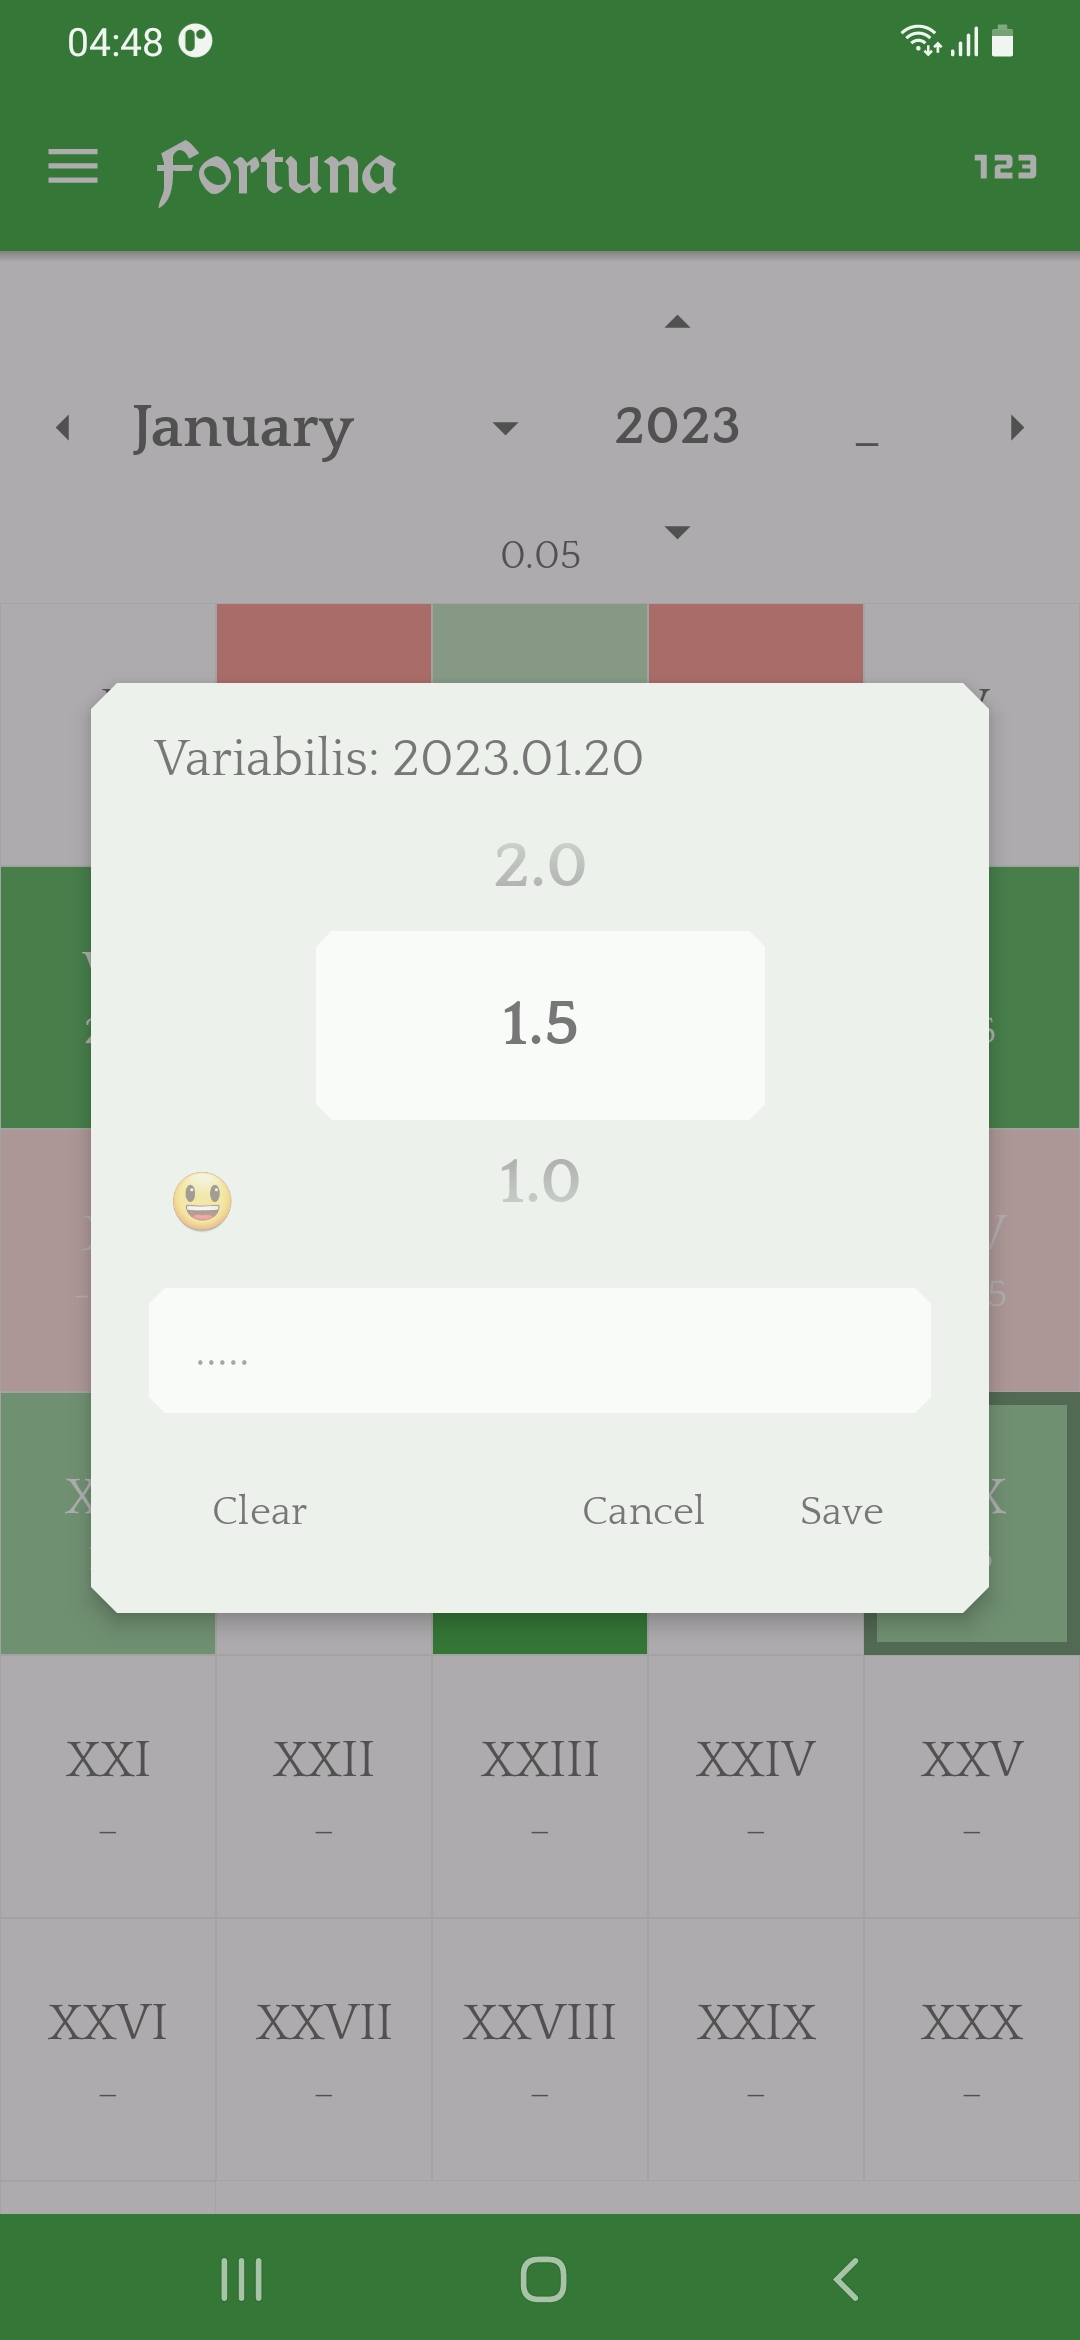 04:48
Fortuna
123
January 2023 _
0.05
Variabilis: 2023.01.20
2.0
1.5
1.0
.....
Clear Cancel Save
XXI XXII XXIII XXIV XXV
– – – – –
XXVI XXVII XXVIII XXIX XXX
– – – – –